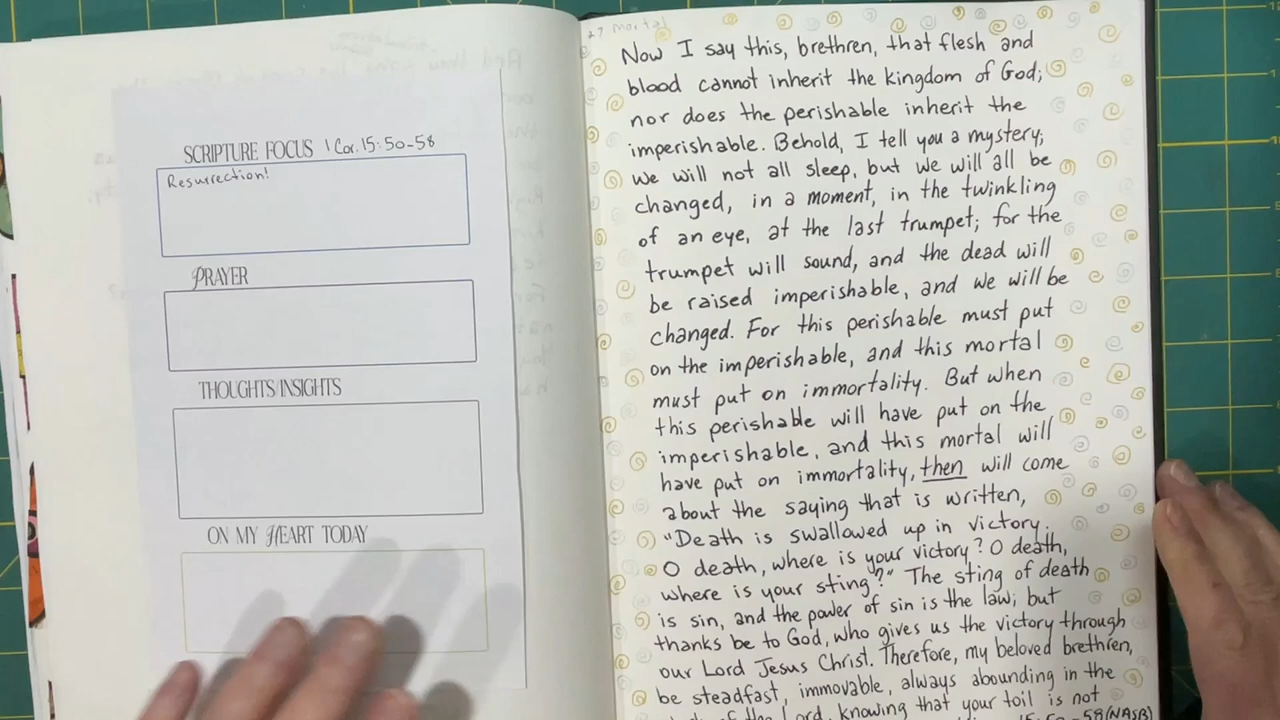 SCRIPTURE FOCUS 1 Cor. 15:50-58
Resurrection!
PRAYER
THOUGHTS/INSIGHTS
ON MY HEART TODAY
27 mortal
Now I say this, brethren, that flesh and
blood cannot inherit the kingdom of God;
nor does the perishable inherit the
imperishable. Behold, I tell you a mystery;
we will not all sleep, but we will all be
changed, in a moment, in the twinkling
of an eye, at the last trumpet; for the
trumpet will sound, and the dead will
be raised imperishable, and we will be
changed. For this perishable must put
on the imperishable, and this mortal
must put on immortality. But when
this perishable will have put on the
imperishable, and this mortal will
have put on immortality, then will come
about the saying that is written,
"Death is swallowed up in victory.
O death, where is your victory? O death,
where is your sting?" The sting of death
is sin, and the power of sin is the law; but
thanks be to God, who gives us the victory through
our Lord Jesus Christ. Therefore, my beloved brethren,
be steadfast, immovable, always abounding in the
of the Lord, knowing that your toil is not
15:50-58 (NASB)